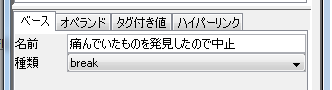 ベース オペランド タグ付き値 ハイパーリンク
名前 痛んでいたものを発見したので中止
種類 break